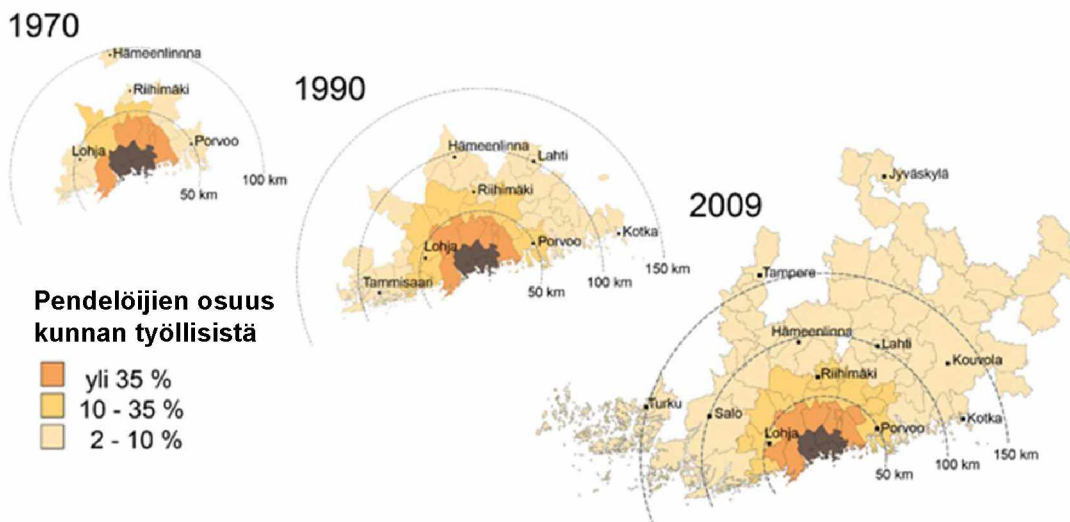 1970
Hämeenlinnna
Riihimäki
Lohja
Porvoo
50 km
100 km
1990
Hämeenlinna
Lahti
Riihimäki
Lohja
Porvoo
Kotka
Tammisaari
50 km
100 km
150 km
2009
Jyväskylä
Tampere
Hämeenlinna
Lahti
Kouvola
Riihimäki
Turku
Salo
Kotka
Lohja
Porvoo
50 km
100 km
150 km
Pendelöijien osuus
kunnan työllisistä
yli 35 %
10 - 35 %
2 - 10 %